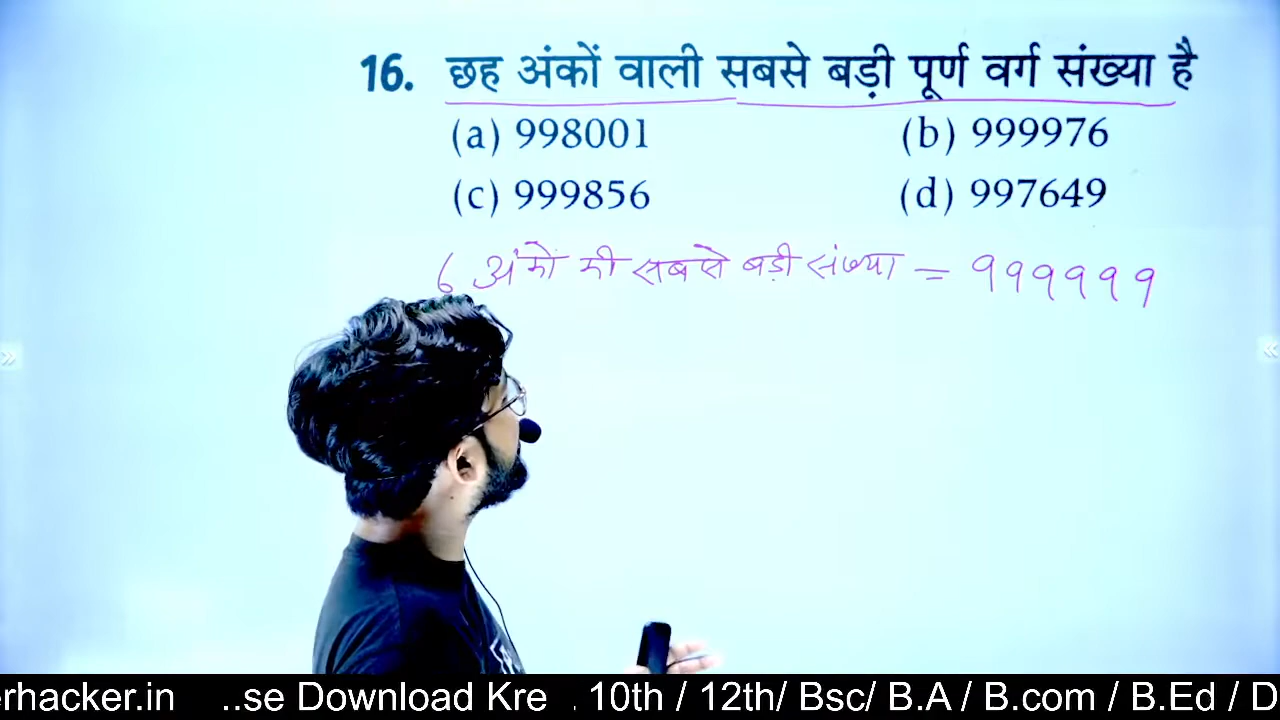 16. छह अंकों वाली सबसे बड़ी पूर्ण वर्ग संख्या है
(a) 998001 (b) 999976
(c) 999856 (d) 997649
6 अंकों की सबसे बड़ी संख्या = 999999
erhacker.in ..se Download Kre . 10th / 12th/ Bsc/ B.A / B.com / B.Ed / D